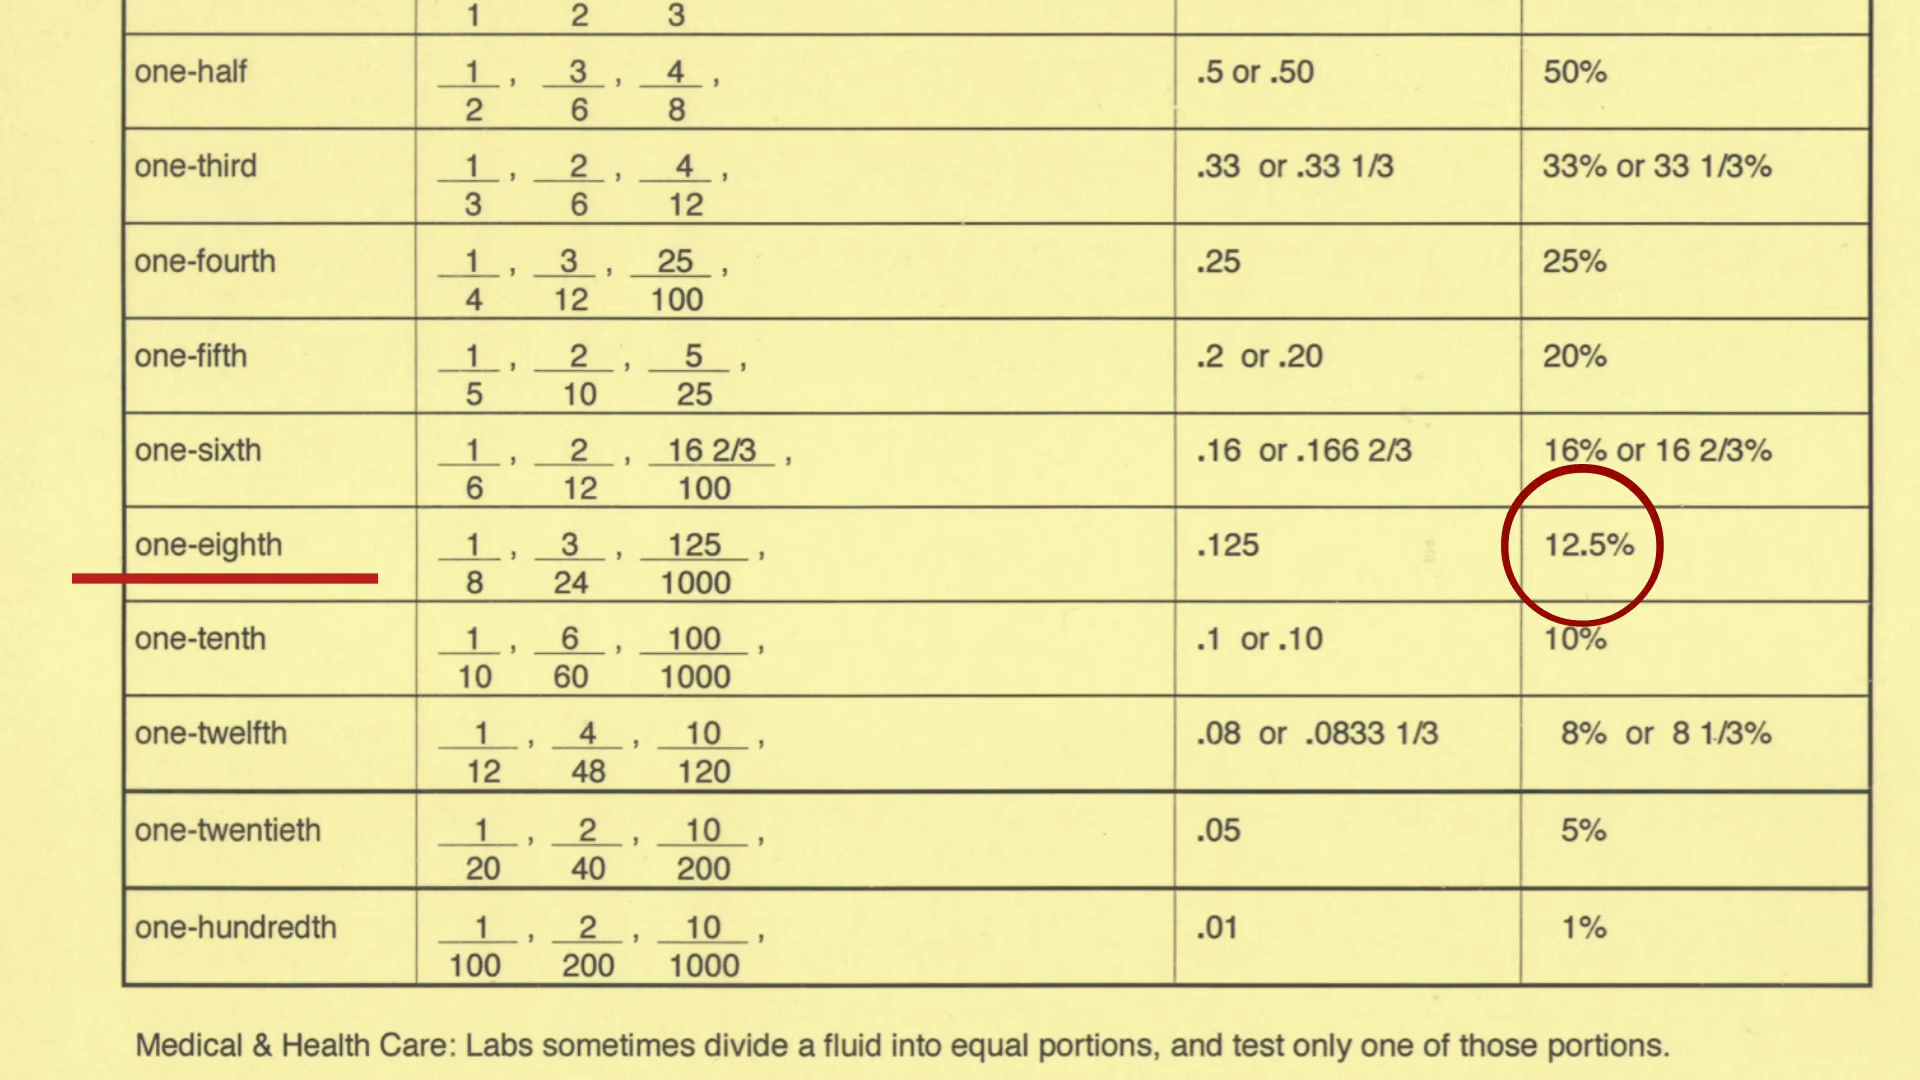 1 2 3
one-half 1 , 3 , 4 , .5 or .50 50%
2 6 8
one-third 1 , 2 , 4 , .33 or .33 1/3 33% or 33 1/3%
3 6 12
one-fourth 1 , 3 , 25 , .25 25%
4 12 100
one-fifth 1 , 2 , 5 , .2 or .20 20%
5 10 25
one-sixth 1 , 2 , 16 2/3 , .16 or .166 2/3 16% or 16 2/3%
6 12 100
one-eighth 1 , 3 , 125 , .125 12.5%
8 24 1000
one-tenth 1 , 6 , 100 , .1 or .10 10%
10 60 1000
one-twelfth 1 , 4 , 10 , .08 or .0833 1/3 8% or 8 1/3%
12 48 120
one-twentieth 1 , 2 , 10 , .05 5%
20 40 200
one-hundredth 1 , 2 , 10 , .01 1%
100 200 1000
Medical & Health Care: Labs sometimes divide a fluid into equal portions, and test only one of those portions.